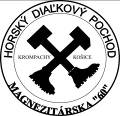 HORSKÝ DIAĽKOVÝ POCHOD
KROMPACHY KOŠICE
MAGNEZITÁRSKA "60"